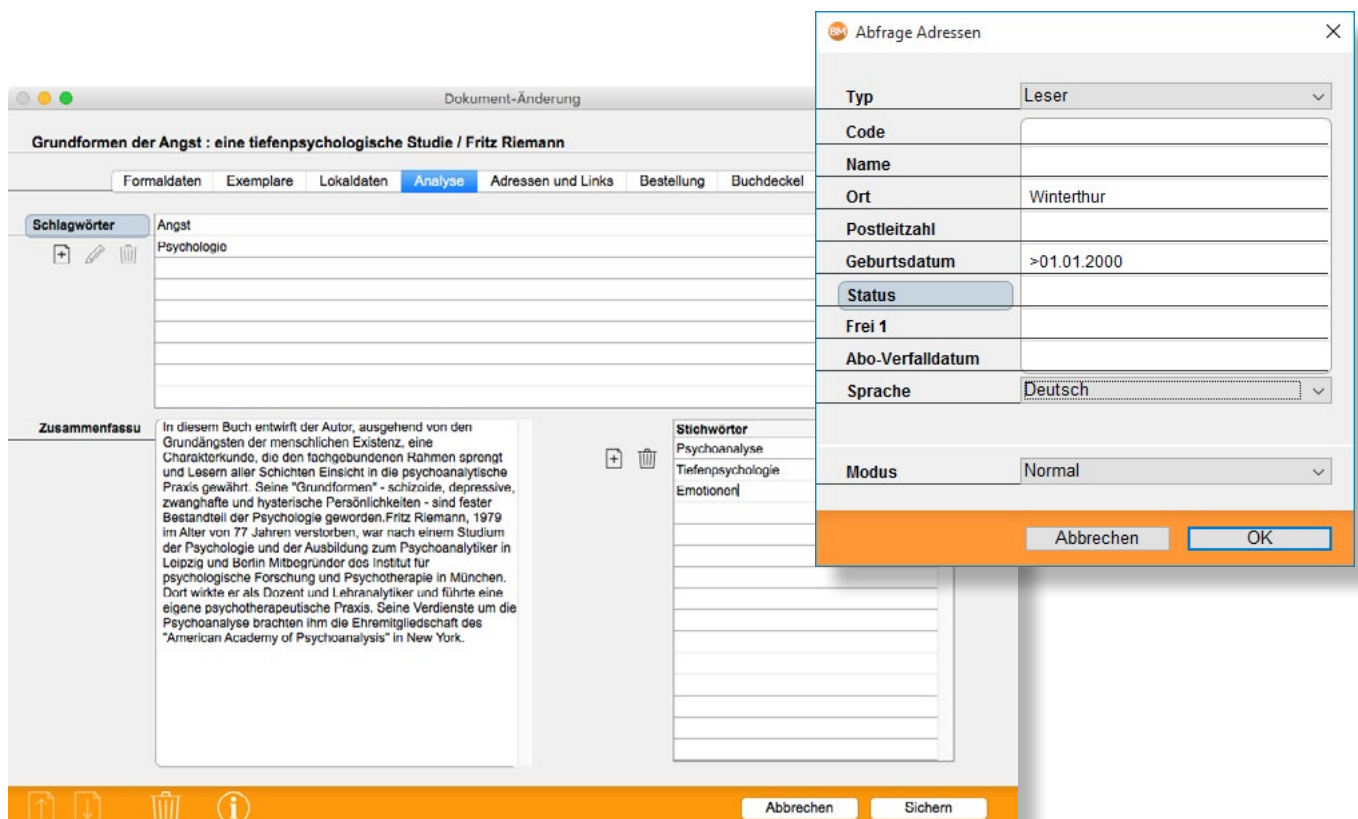 Dokument-Änderung
Grundformen der Angst : eine tiefenpsychologische Studie / Fritz Riemann
Formaldaten Exemplare Lokaldaten Analyse Adressen und Links Bestellung Buchdeckel
Schlagwörter
Angst
Psychologie
Zusammenfassu
In diesem Buch entwirft der Autor, ausgehend von den
Grundängsten der menschlichen Existenz, eine
Charakterkunde, die den fachgebundenen Rahmen sprengt
und Lesern aller Schichten Einsicht in die psychoanalytische
Praxis gewährt. Seine "Grundformen" - schizoide, depressive,
zwanghafte und hysterische Persönlichkeiten - sind fester
Bestandteil der Psychologie geworden.Fritz Riemann, 1979
im Alter von 77 Jahren verstorben, war nach einem Studium
der Psychologie und der Ausbildung zum Psychoanalytiker in
Leipzig und Berlin Mitbegründer des Institut für
psychologische Forschung und Psychotherapie in München.
Dort wirkte er als Dozent und Lehranalytiker und führte eine
eigene psychotherapeutische Praxis. Seine Verdienste um die
Psychoanalyse brachten ihm die Ehremitgliedschaft des
"American Academy of Psychoanalysis" in New York.
Stichwörter
Psychoanalyse
Tiefenpsychologie
Emotionen
Abbrechen Sichern
BM Abfrage Adressen
Typ Leser
Code
Name
Ort Winterthur
Postleitzahl
Geburtsdatum >01.01.2000
Status
Frei 1
Abo-Verfalldatum
Sprache Deutsch
Modus Normal
Abbrechen OK